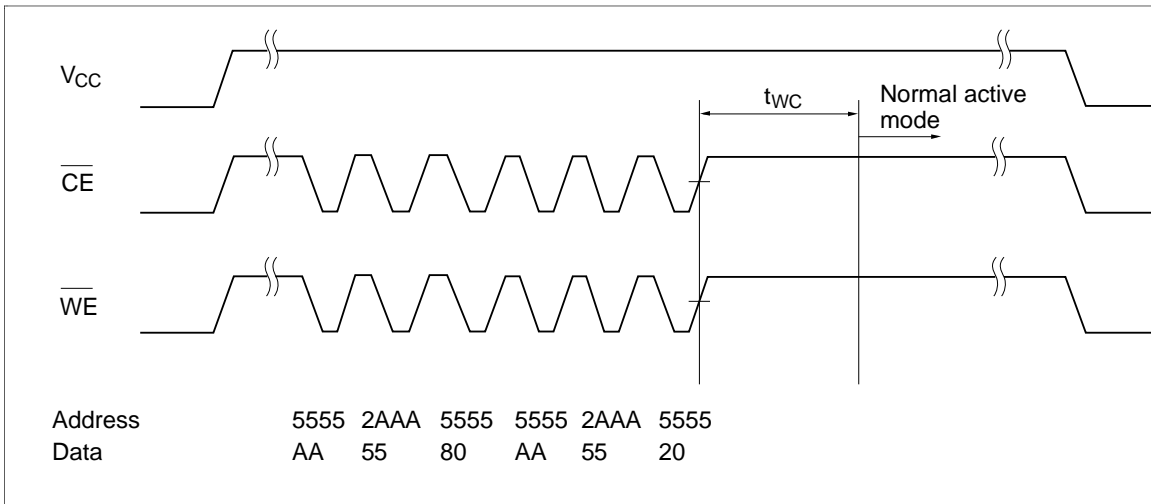 VCC
tWC
Normal active
mode
CE
WE
Address 5555 2AAA 5555 5555 2AAA 5555
Data AA 55 80 AA 55 20